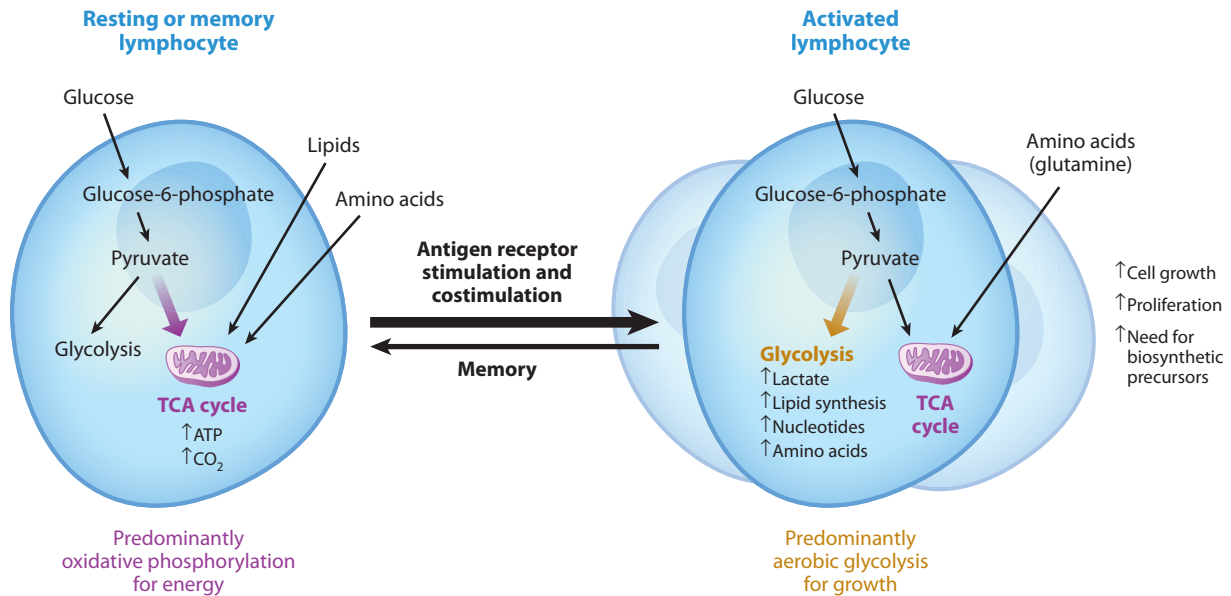 Resting or memory
lymphocyte
Glucose
Lipids
Glucose-6-phosphate
Amino acids
Pyruvate
Glycolysis
TCA cycle
↑ATP
↑CO₂
Predominantly
oxidative phosphorylation
for energy
Antigen receptor
stimulation and
costimulation
Memory
Activated
lymphocyte
Glucose
Amino acids
(glutamine)
Glucose-6-phosphate
Pyruvate
Glycolysis
↑Lactate
↑Lipid synthesis
↑Nucleotides
↑Amino acids
TCA
cycle
Predominantly
aerobic glycolysis
for growth
↑Cell growth
↑Proliferation
↑Need for
biosynthetic
precursors